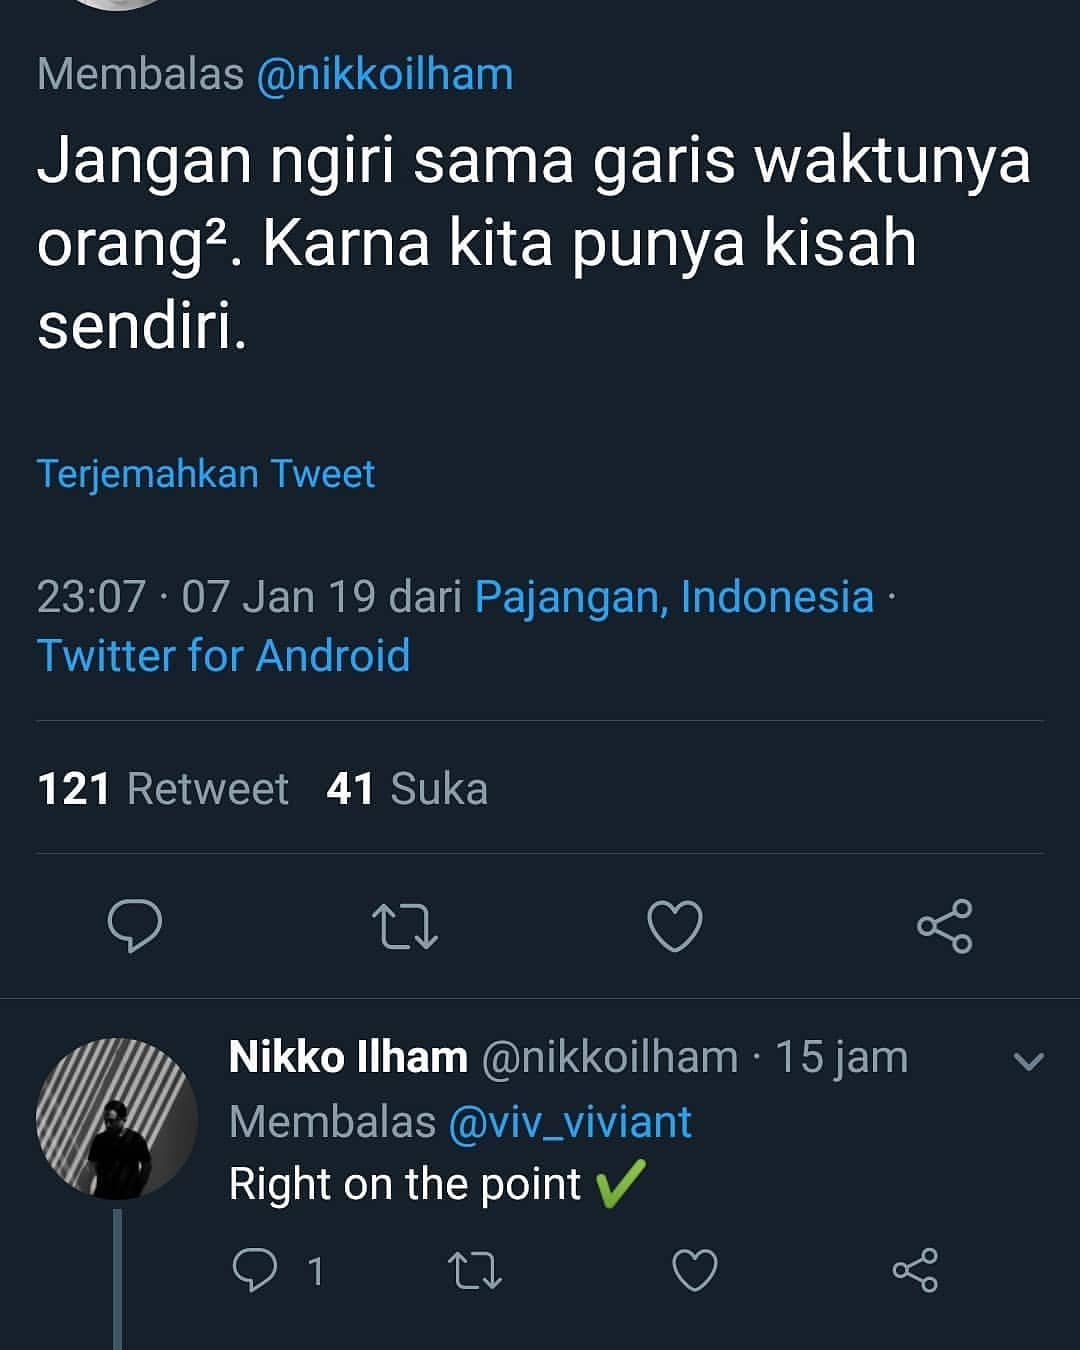 Membalas @nikkoilham
Jangan ngiri sama garis waktunya
orang². Karna kita punya kisah
sendiri.
Terjemahkan Tweet
23:07 · 07 Jan 19 dari Pajangan, Indonesia ·
Twitter for Android
121 Retweet 41 Suka
Nikko Ilham @nikkoilham · 15 jam
Membalas @viv_viviant
Right on the point ✔
1